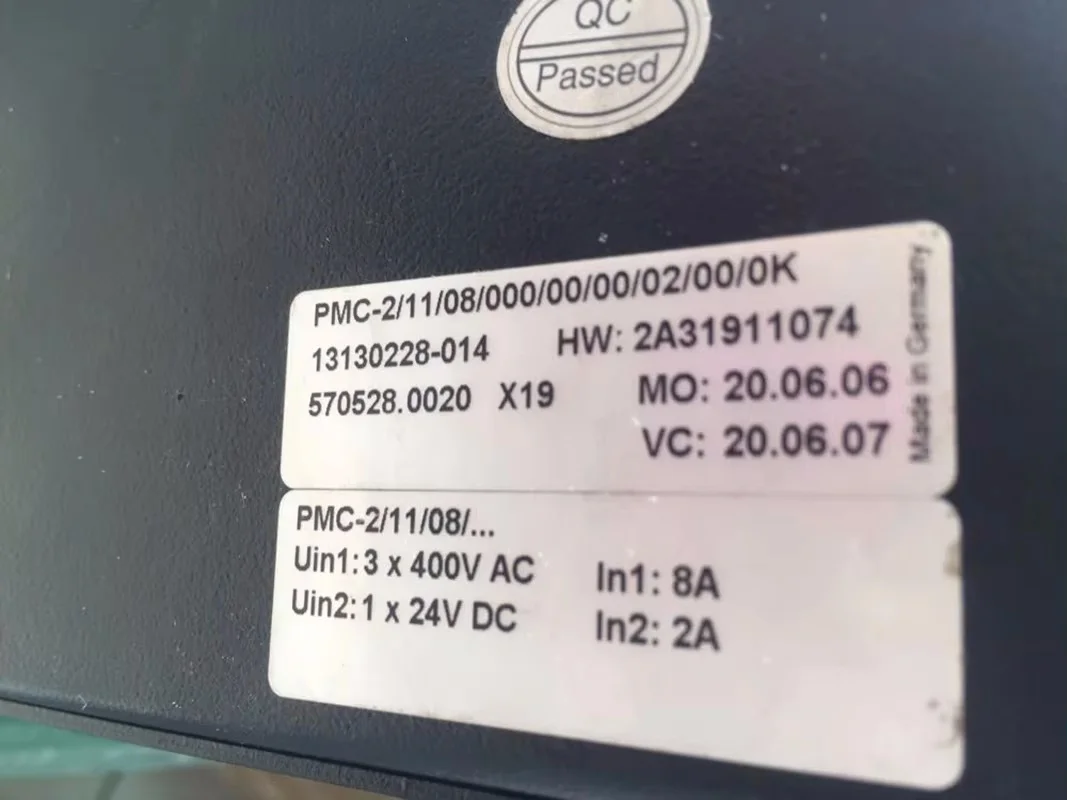 QC
Passed
PMC-2/11/08/000/00/00/02/00/0K
13130228-014 HW: 2A31911074
570528.0020 X19 MO: 20.06.06
VC: 20.06.07
Made in Germany
PMC-2/11/08/...
Uin1: 3 x 400V AC In1: 8A
Uin2: 1 x 24V DC In2: 2A